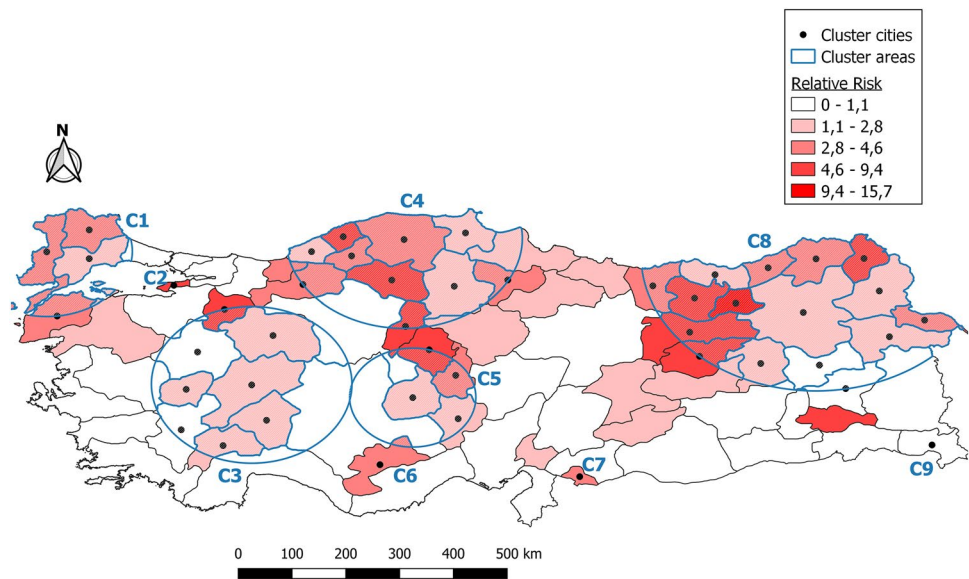 Cluster cities
Cluster areas
Relative Risk
0 - 1,1
1,1 - 2,8
2,8 - 4,6
4,6 - 9,4
9,4 - 15,7
N
C1
C4
C8
C2
C5
C3
C6
C7
C9
0 100 200 300 400 500 km